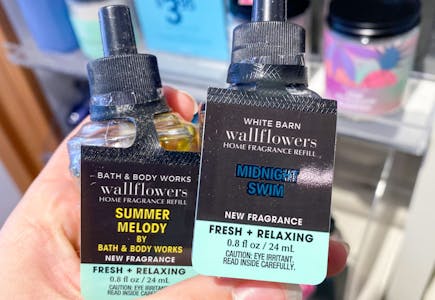 $3
BATH & BODY WORKS
wallflowers
HOME FRAGRANCE REFILL
SUMMER
MELODY
BY
BATH & BODY WORKS
NEW FRAGRANCE
FRESH + RELAXING
0.8 fl oz / 24 mL
CAUTION: EYE IRRITANT.
READ INSIDE CAREFULLY.
WHITE BARN
wallflowers
HOME FRAGRANCE REFILL
MIDNIGHT
SWIM
NEW FRAGRANCE
FRESH + RELAXING
0.8 fl oz / 24 mL
CAUTION: EYE IRRITANT.
READ INSIDE CAREFULLY.